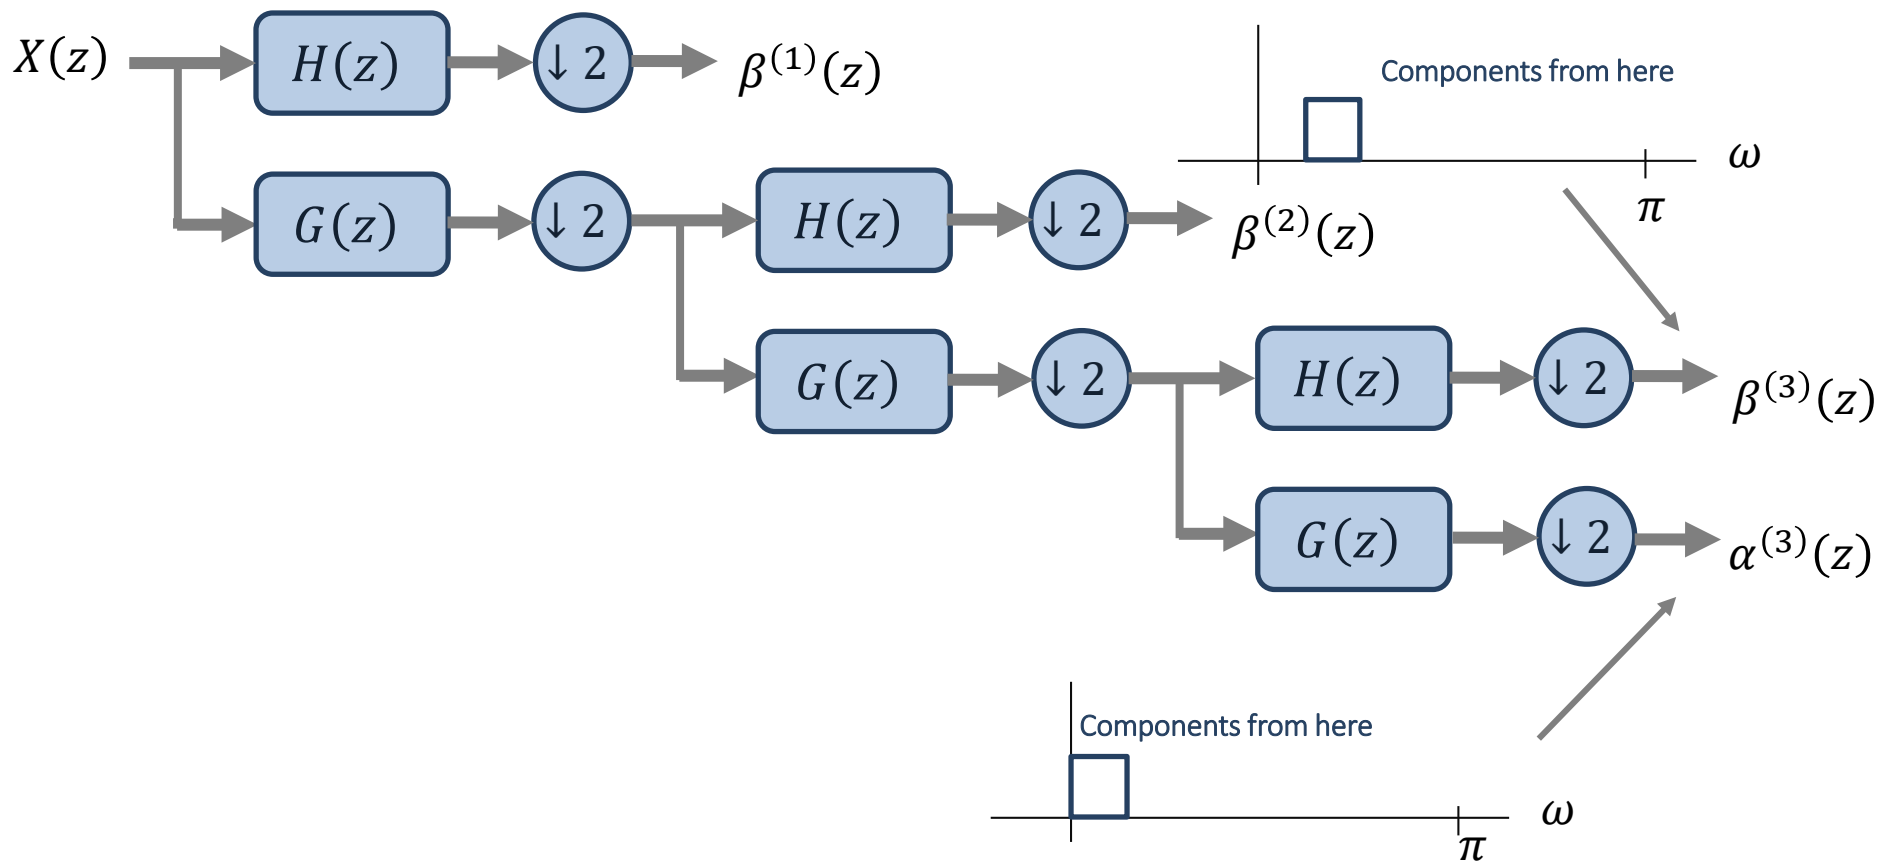 X(z)
H(z)
↓ 2
β⁽¹⁾(z)
Components from here
ω
π
G(z)
↓ 2
H(z)
↓ 2
β⁽²⁾(z)
G(z)
↓ 2
H(z)
↓ 2
β⁽³⁾(z)
G(z)
↓ 2
α⁽³⁾(z)
Components from here
ω
π